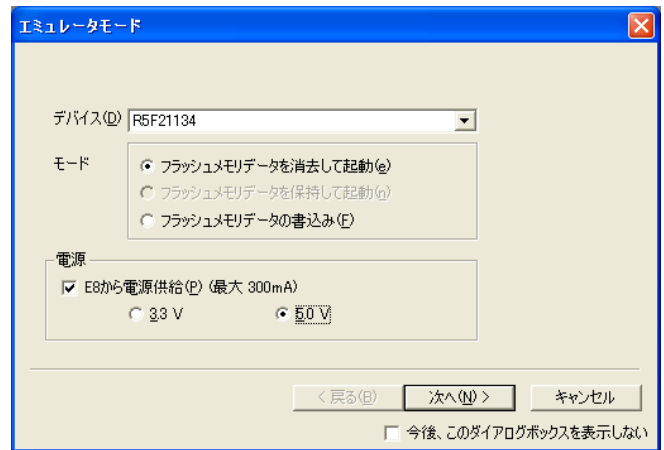 エミュレータモード
デバイス(D) R5F21134
モード
フラッシュメモリデータを消去して起動(e)
フラッシュメモリデータを保持して起動(n)
フラッシュメモリデータの書込み(F)
電源
E8から電源供給(P) (最大 300mA)
3.3 V 5.0 V
< 戻る(B) 次へ(N) > キャンセル
今後、このダイアログボックスを表示しない